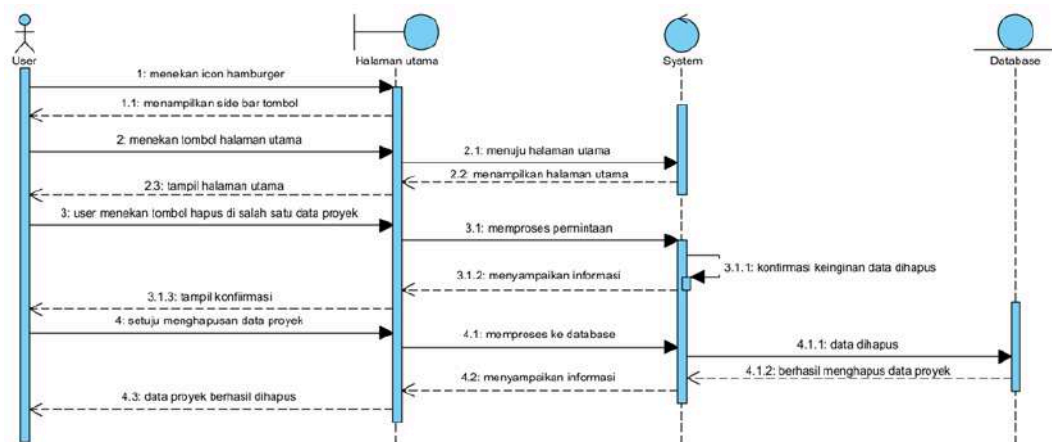 User
Halaman utama
System
Database
1: menekan icon hamburger
1.1: menampilkan side bar tombol
2: menekan tombol halaman utama
2.1: menuju halaman utama
2.2: menampilkan halaman utama
2.3: tampil halaman utama
3: user menekan tombol hapus di salah satu data proyek
3.1: memproses permintaan
3.1.1: konfirmasi keinginan data dihapus
3.1.2: menyampaikan informasi
3.1.3: tampil konfirmasi
4: setuju menghapusan data proyek
4.1: memproses ke database
4.1.1: data dihapus
4.1.2: berhasil menghapus data proyek
4.2: menyampaikan informasi
4.3: data proyek berhasil dihapus